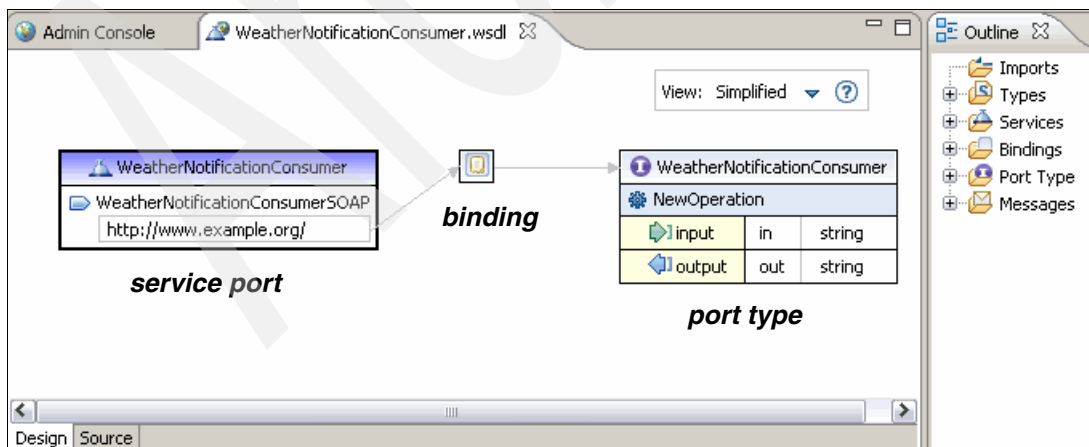 Admin Console WeatherNotificationConsumer.wsdl Outline
View: Simplified
Imports
Types
Services
Bindings
Port Type
Messages
WeatherNotificationConsumer
WeatherNotificationConsumerSOAP
http://www.example.org/
service port
binding
WeatherNotificationConsumer
NewOperation
input in string
output out string
port type
Design Source